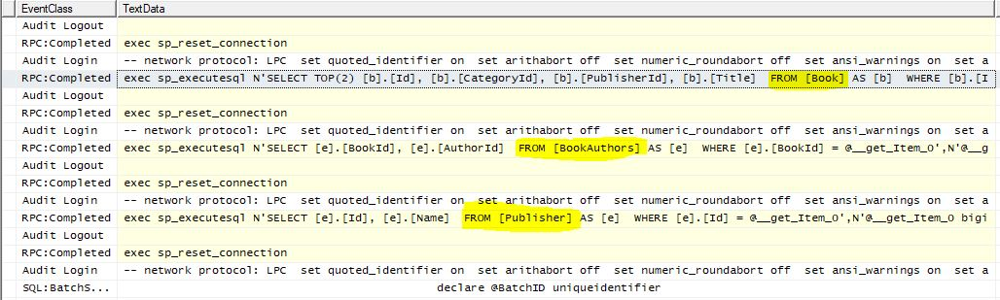 EventClass TextData
Audit Logout
RPC:Completed exec sp_reset_connection
Audit Login -- network protocol: LPC set quoted_identifier on set arithabort off set numeric_roundabort off set ansi_warnings on set a
RPC:Completed exec sp_executesql N'SELECT TOP(2) [b].[Id], [b].[CategoryId], [b].[PublisherId], [b].[Title] FROM [Book] AS [b] WHERE [b].[I
Audit Logout
RPC:Completed exec sp_reset_connection
Audit Login -- network protocol: LPC set quoted_identifier on set arithabort off set numeric_roundabort off set ansi_warnings on set a
RPC:Completed exec sp_executesql N'SELECT [e].[BookId], [e].[AuthorId] FROM [BookAuthors] AS [e] WHERE [e].[BookId] = @__get_Item_0',N'@__g
Audit Logout
RPC:Completed exec sp_reset_connection
Audit Login -- network protocol: LPC set quoted_identifier on set arithabort off set numeric_roundabort off set ansi_warnings on set a
RPC:Completed exec sp_executesql N'SELECT [e].[Id], [e].[Name] FROM [Publisher] AS [e] WHERE [e].[Id] = @__get_Item_0',N'@__get_Item_0 bigi
Audit Logout
RPC:Completed exec sp_reset_connection
Audit Login -- network protocol: LPC set quoted_identifier on set arithabort off set numeric_roundabort off set ansi_warnings on set a
SQL:BatchS... declare @BatchID uniqueidentifier